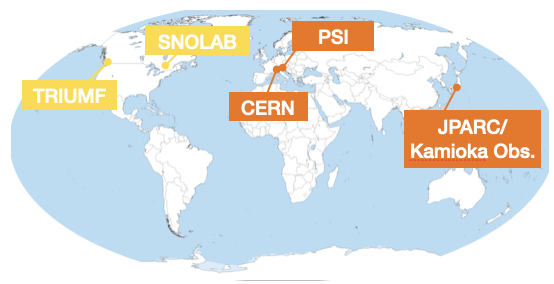 SNOLAB
PSI
TRIUMF
CERN
JPARC/
Kamioka Obs.